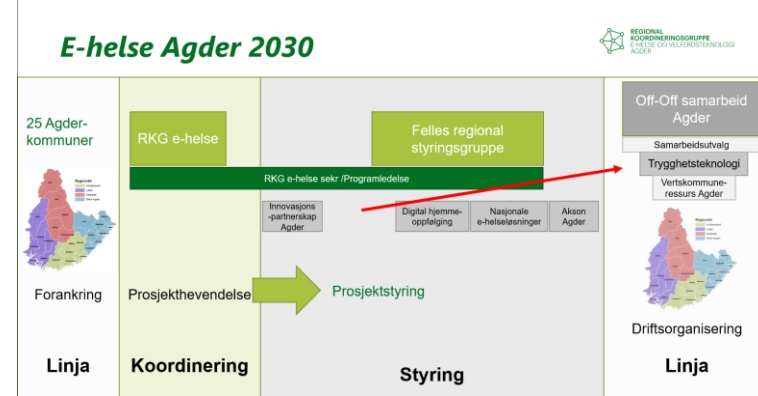 E-helse Agder 2030
REGIONAL
KOORDINERINGSGRUPPE
E-HELSE OG VELFERDSTEKNOLOGI
AGDER
25 Agder-
kommuner
Forankring
Linja
RKG e-helse
Felles regional
styringsgruppe
RKG e-helse sekr /Programledelse
Innovasjons
-partnerskap
Agder
Digital hjemme-
oppfølging
Nasjonale
e-helseløsninger
Akson
Agder
Prosjekthevendelse
Prosjektstyring
Koordinering
Styring
Off-Off samarbeid
Agder
Samarbeidsutvalg
Trygghetsteknologi
Vertskommune-
ressurs Agder
Driftsorganisering
Linja